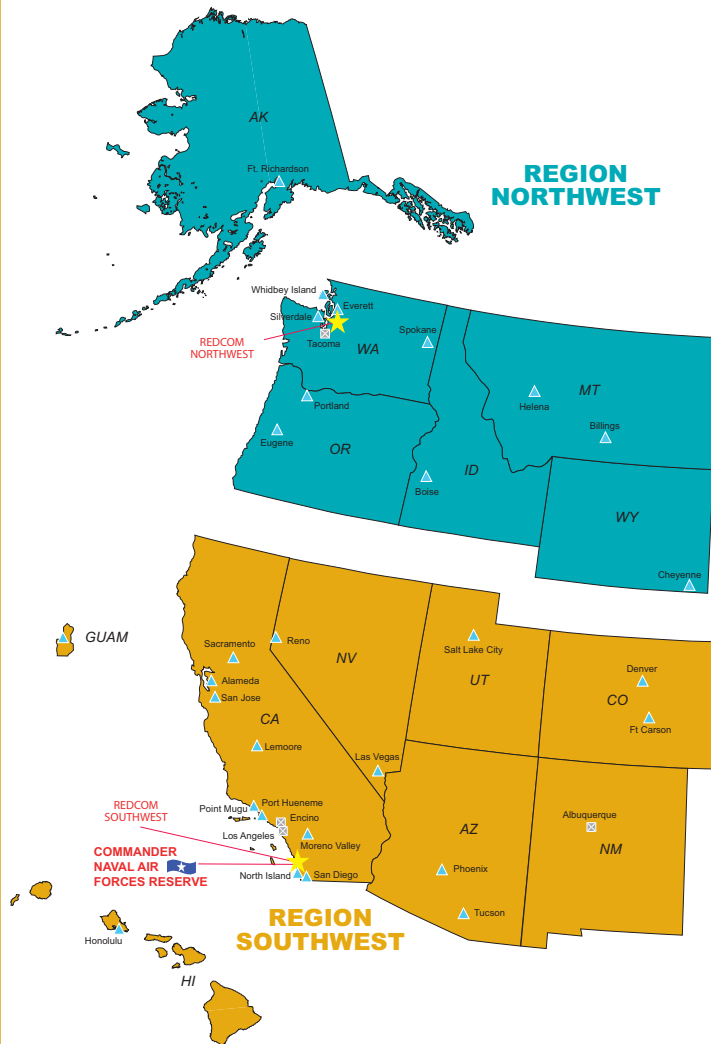 AK
Ft. Richardson
REGION
NORTHWEST
Whidbey Island
Everett
Silverdale
Spokane
REDCOM
NORTHWEST
Tacoma
WA
MT
Helena
Portland
Billings
Eugene
OR
ID
Boise
WY
Cheyenne
GUAM
Sacramento
Reno
NV
Salt Lake City
Denver
Alameda
UT
San Jose
CO
CA
Ft Carson
Lemoore
Las Vegas
REDCOM
SOUTHWEST
Point Mugu
Port Hueneme
Encino
Albuquerque
Los Angeles
AZ
Moreno Valley
NM
COMMANDER
NAVAL AIR
FORCES RESERVE
North Island
San Diego
Phoenix
REGION
SOUTHWEST
Tucson
Honolulu
HI